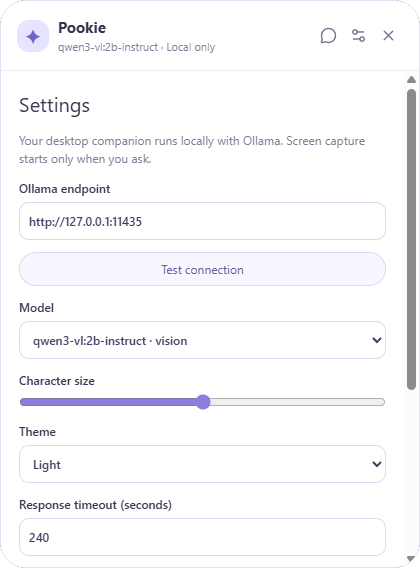 Pookie
qwen3-vl:2b-instruct · Local only
Settings
Your desktop companion runs locally with Ollama. Screen capture
starts only when you ask.
Ollama endpoint
http://127.0.0.1:11435
Test connection
Model
qwen3-vl:2b-instruct · vision
Character size
Theme
Light
Response timeout (seconds)
240